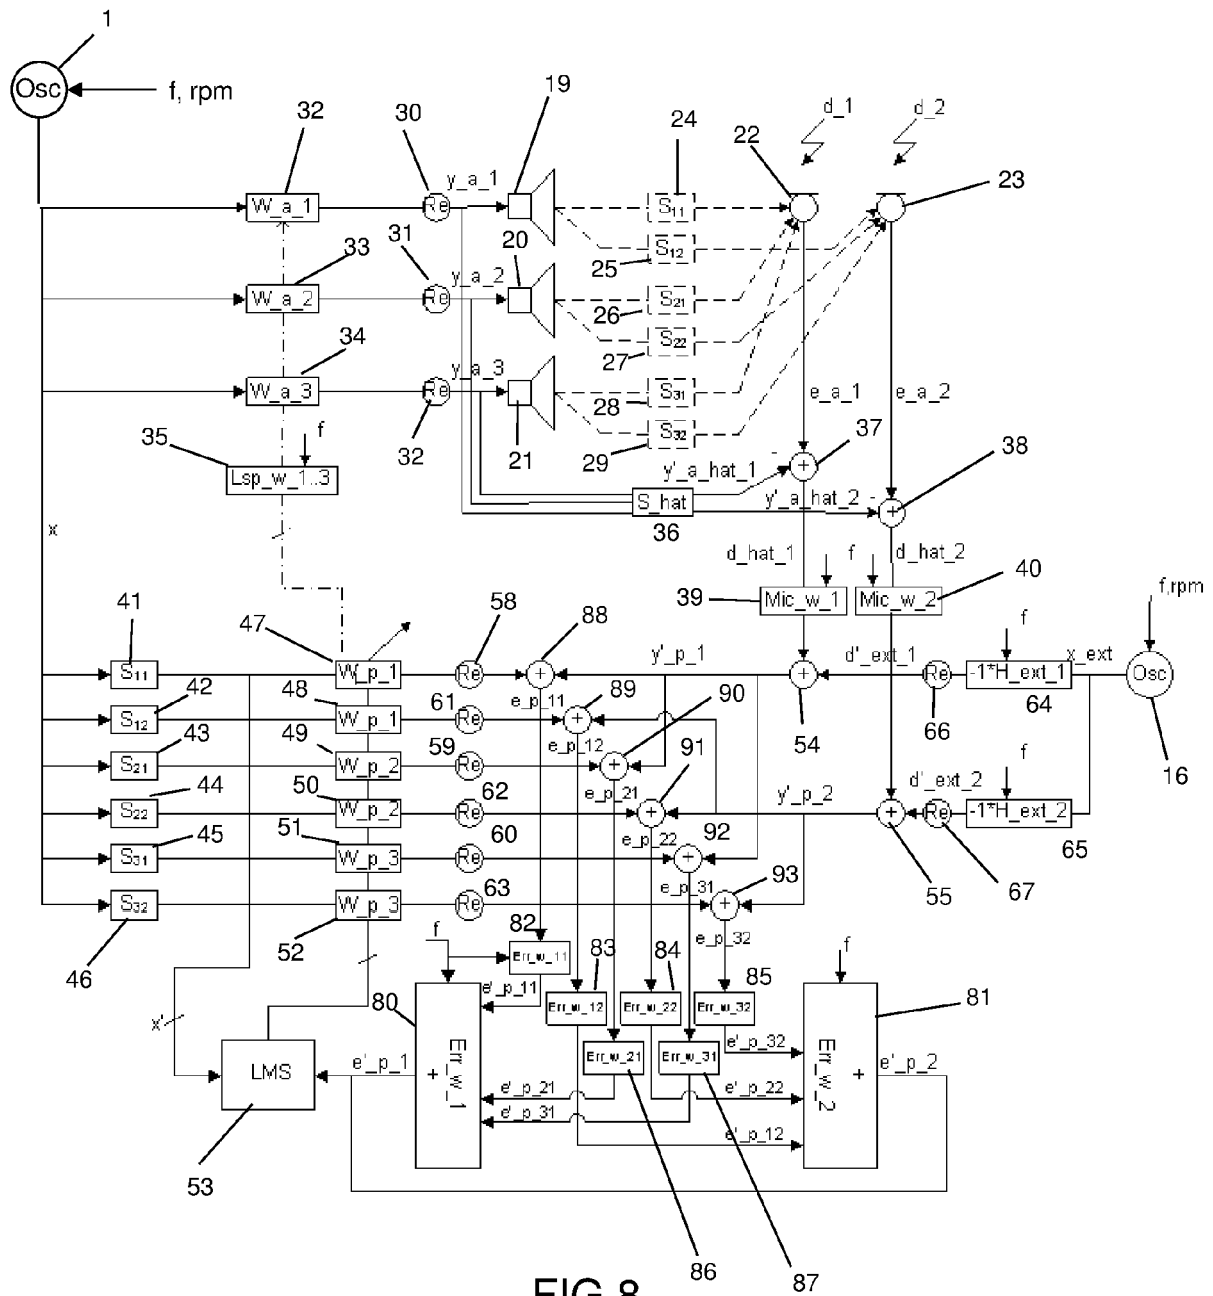 1
Osc
f, rpm
32
30
19
24
22
d_1
d_2
23
W_a_1
Re
y_a_1
S11
S12
33
31
20
25
W_a_2
Re
y_a_2
26
S21
27
S22
34
W_a_3
Re
y_a_3
28
S31
29
S32
32
21
e_a_1
e_a_2
37
38
35
f
Lsp_w_1..3
y'_a_hat_1
-
+
S_hat
y'_a_hat_2
-
+
36
x
d_hat_1
f
d_hat_2
39
Mic_w_1
Mic_w_2
40
f,rpm
41
47
58
88
f
S11
W_p_1
Re
+
y'_p_1
+
d'_ext_1
Re
-1*H_ext_1
x_ext
Osc
42
48
61
e_p_11
89
90
54
66
64
16
S12
W_p_1
Re
+
43
49
59
e_p_12
91
S21
W_p_2
Re
+
f
44
50
62
e_p_21
y'_p_2
d'_ext_2
S22
W_p_2
Re
+
+
Re
-1*H_ext_2
45
51
60
e_p_22
92
65
S31
W_p_3
Re
+
55
67
63
e_p_31
93
S32
W_p_3
Re
+
46
52
f
82
83
84
e_p_32
85
f
Err_w_11
80
e'_p_11
Err_w_12
Err_w_22
Err_w_32
81
x'
LMS
e'_p_1
+
Err_w_1
Err_w_21
Err_w_31
e'_p_32
Err_w_2
+
e'_p_2
e'_p_21
e'_p_22
e'_p_31
e'_p_12
53
86
87
FIG 8